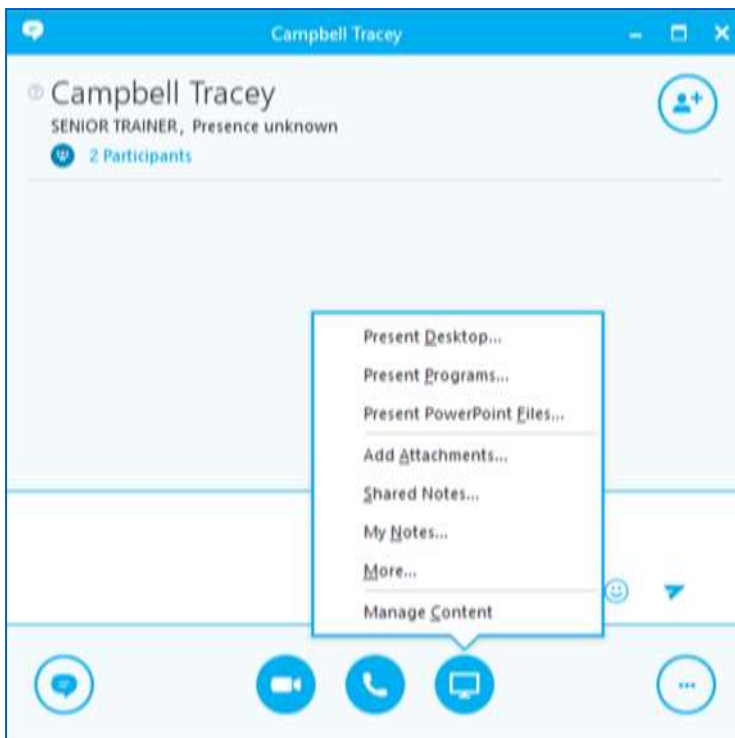 Campbell Tracey
Campbell Tracey
SENIOR TRAINER, Presence unknown
2 Participants
Present Desktop...
Present Programs...
Present PowerPoint Files...
Add Attachments...
Shared Notes...
My Notes...
More...
Manage Content